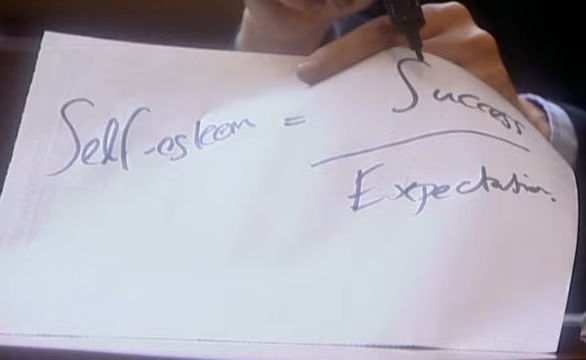 Self-esteem = Success
Expectation.